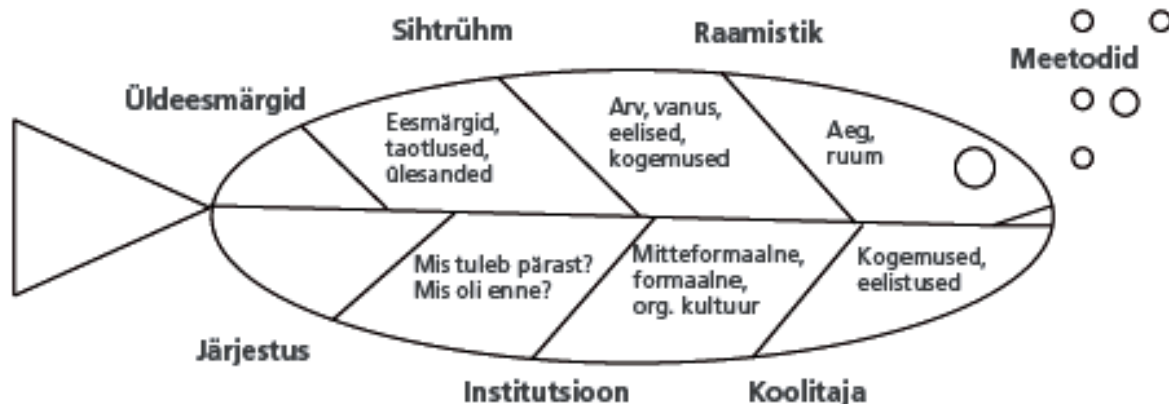 Sihtrühm
Raamistik
Meetodid
Üldeesmärgid
Eesmärgid,
taotlused,
ülesanded
Arv, vanus,
eelised,
kogemused
Aeg,
ruum
Mis tuleb pärast?
Mis oli enne?
Mitteformaalne,
formaalne,
org. kultuur
Kogemused,
eelistused
Järjestus
Institutsioon
Koolitaja